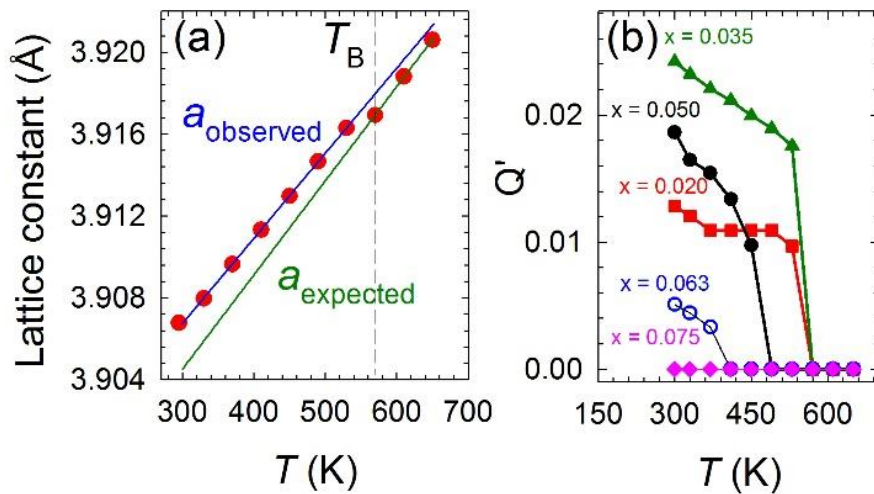 (a)
T_B
a_observed
a_expected
Lattice constant (Å)
3.920
3.916
3.912
3.908
3.904
300 400 500 600 700
T (K)
(b)
x = 0.035
x = 0.050
x = 0.020
x = 0.063
x = 0.075
Q'
0.02
0.01
0.00
150 300 450 600
T (K)